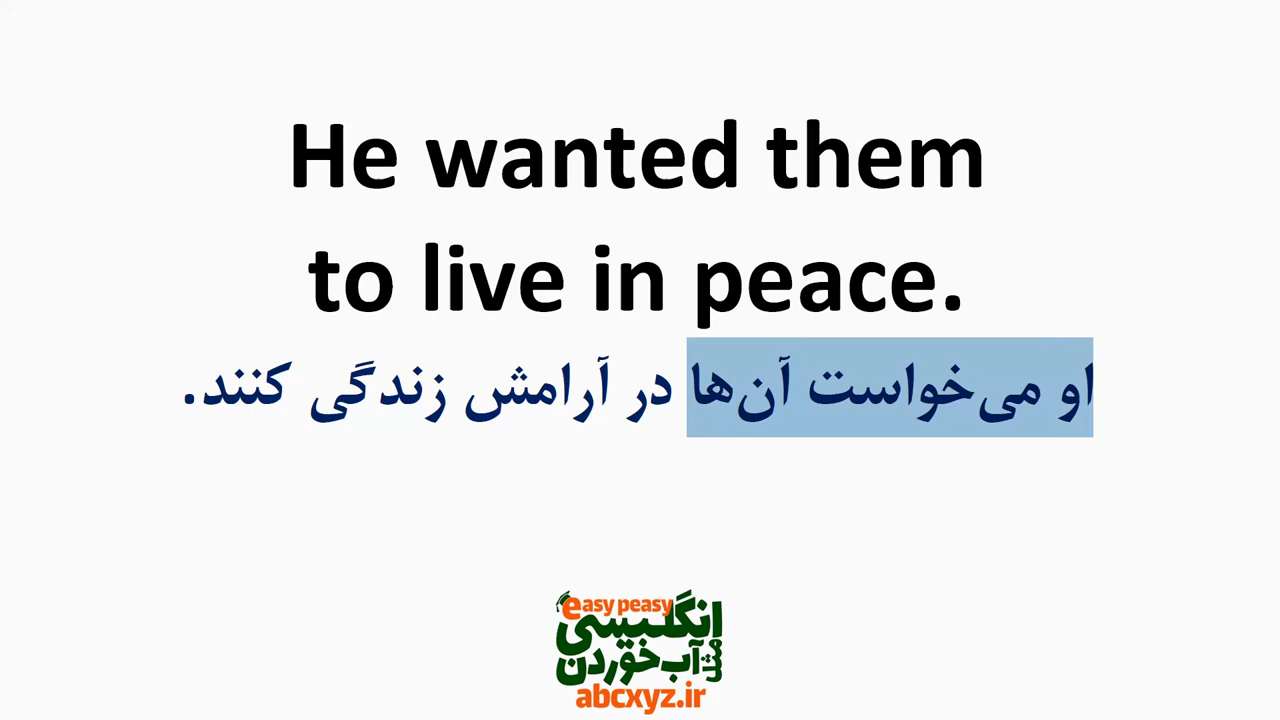 He wanted them
to live in peace.
او می‌خواست آن‌ها در آرامش زندگی کنند.
easy peasy
انگلیسی
مثل آب خوردن
abcxyz.ir